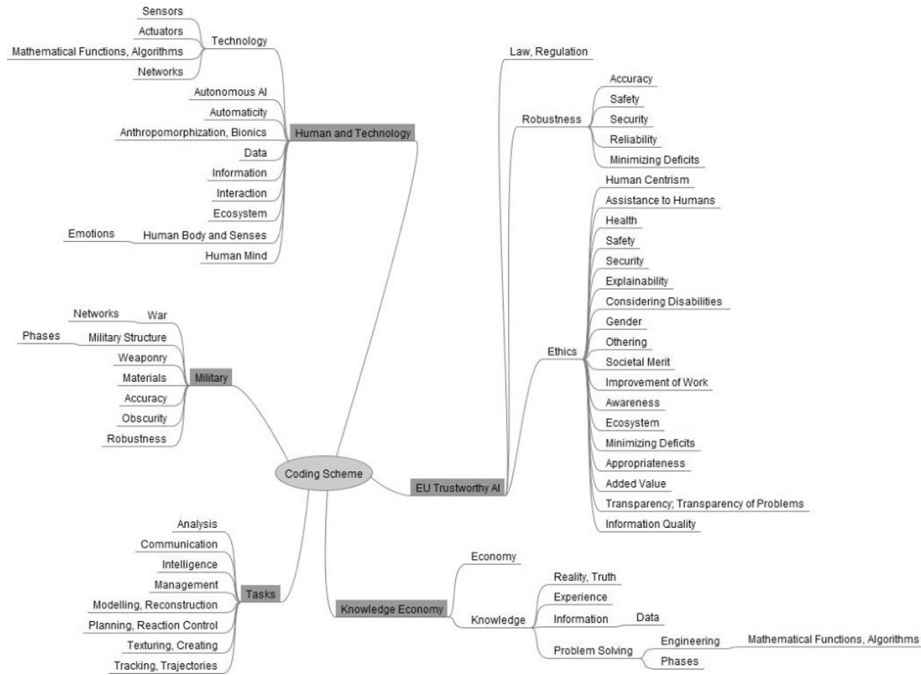 Sensors
Actuators
Technology
Mathematical Functions, Algorithms
Networks
Autonomous AI
Automaticity
Anthropomorphization, Bionics
Human and Technology
Data
Information
Interaction
Ecosystem
Emotions
Human Body and Senses
Human Mind
Networks
War
Phases
Military Structure
Weaponry
Materials
Military
Accuracy
Obscurity
Robustness
Coding Scheme
Analysis
Communication
Intelligence
Management
Tasks
Modelling, Reconstruction
Planning, Reaction Control
Texturing, Creating
Tracking, Trajectories
Law, Regulation
Accuracy
Safety
Robustness
Security
Reliability
Minimizing Deficits
Human Centrism
Assistance to Humans
Health
Safety
Security
Explainability
Considering Disabilities
Gender
Othering
Ethics
Societal Merit
Improvement of Work
Awareness
Ecosystem
Minimizing Deficits
Appropriateness
Added Value
Transparency; Transparency of Problems
Information Quality
EU Trustworthy AI
Economy
Knowledge Economy
Reality, Truth
Experience
Knowledge
Information
Data
Problem Solving
Engineering
Mathematical Functions, Algorithms
Phases